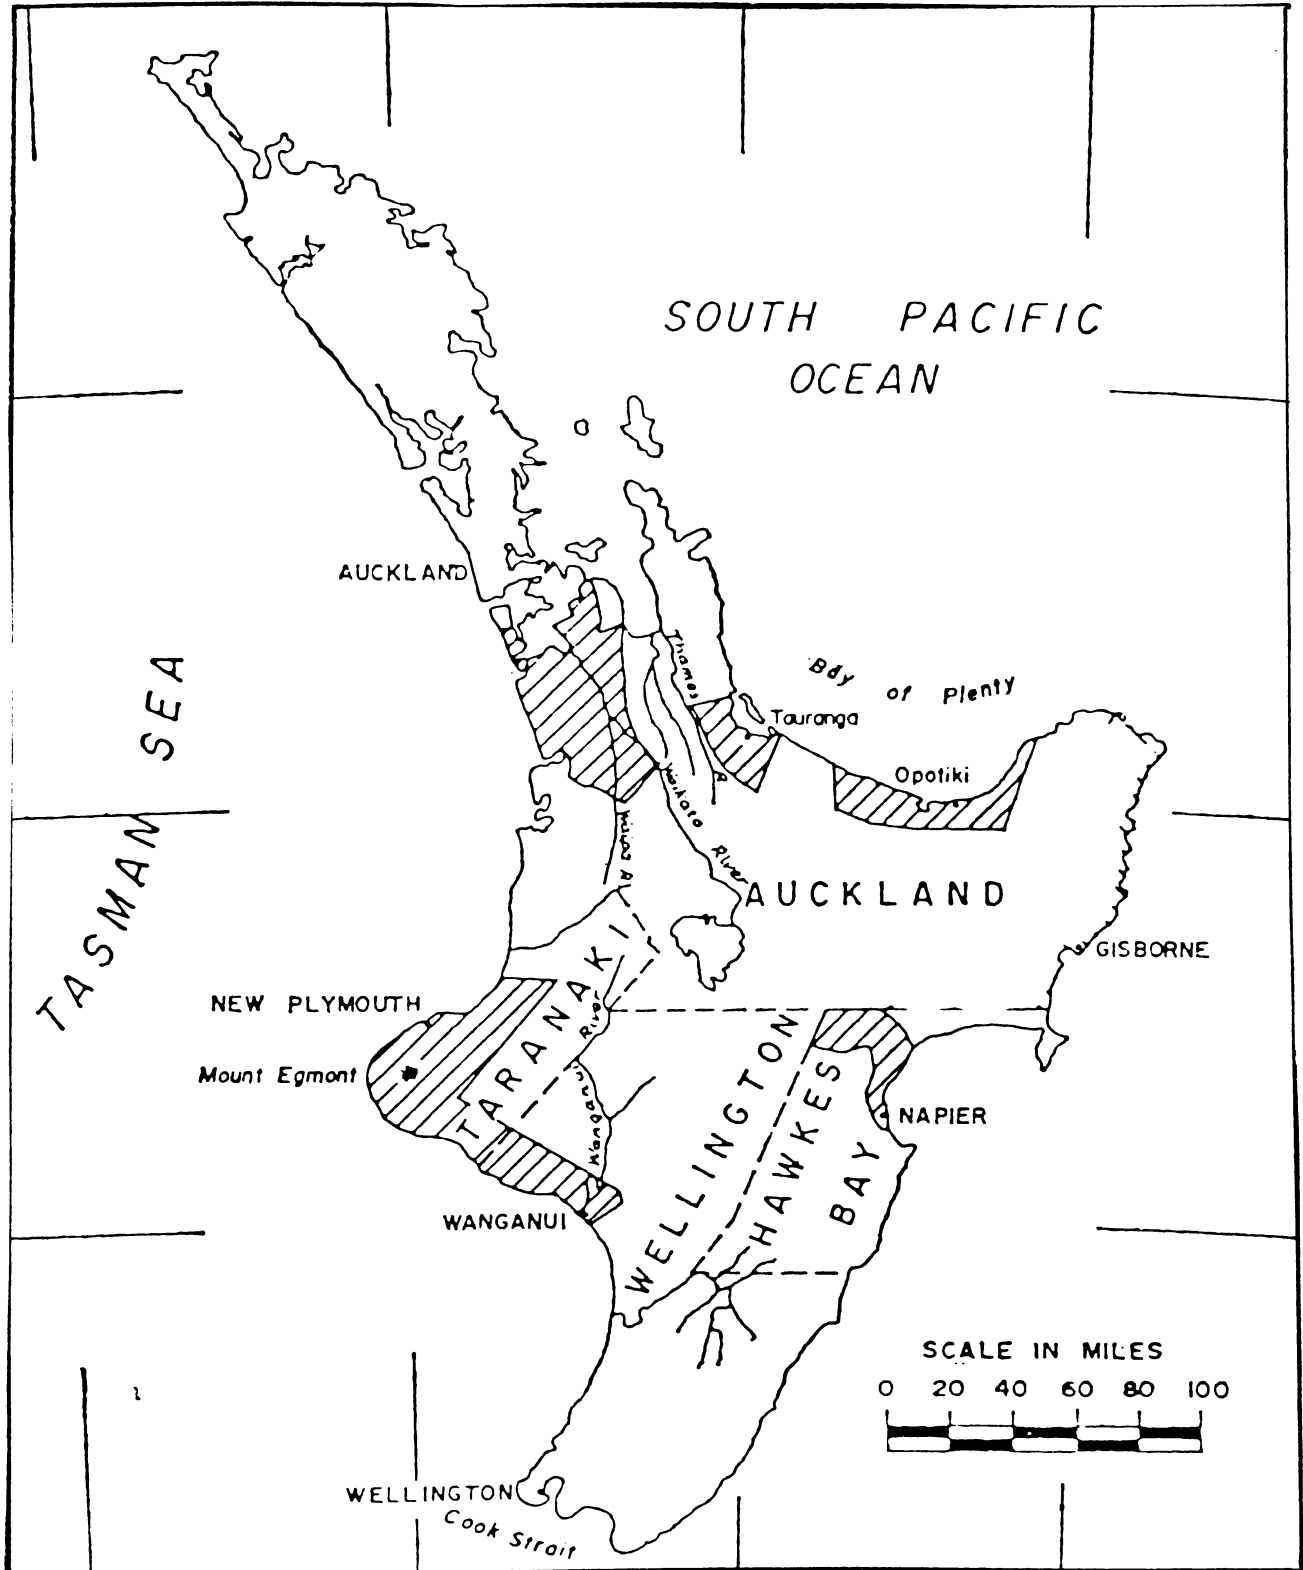 SOUTH PACIFIC
OCEAN
AUCKLAND
Thames
R
Bay of Plenty
Tauranga
Opotiki
TASMAN SEA
Waikato
River
AUCKLAND
GISBORNE
TARANAKI
NEW PLYMOUTH
River
Mount Egmont
Wanganui
WELLINGTON
HAWKES
BAY
NAPIER
WANGANUI
SCALE IN MILES
0 20 40 60 80 100
WELLINGTON
Cook Strait